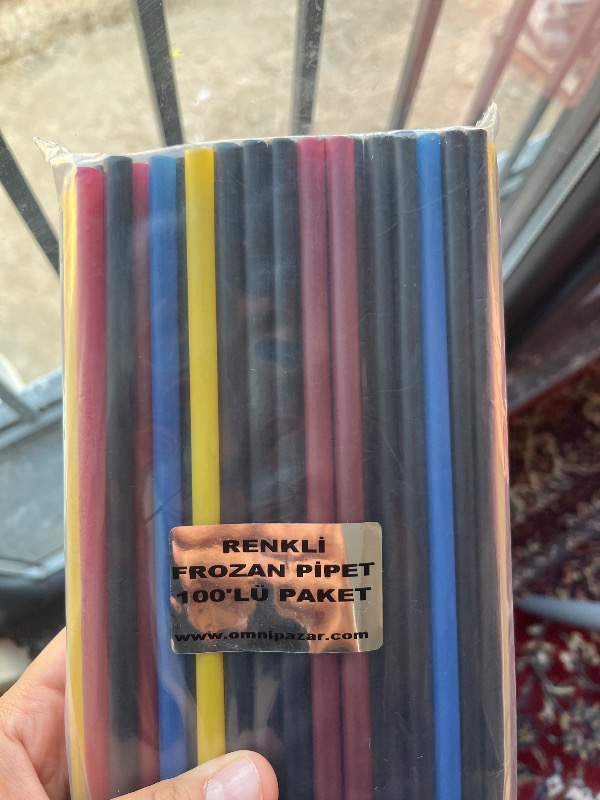 RENKLİ
FROZAN PİPET
100'LÜ PAKET
www.omnipazar.com